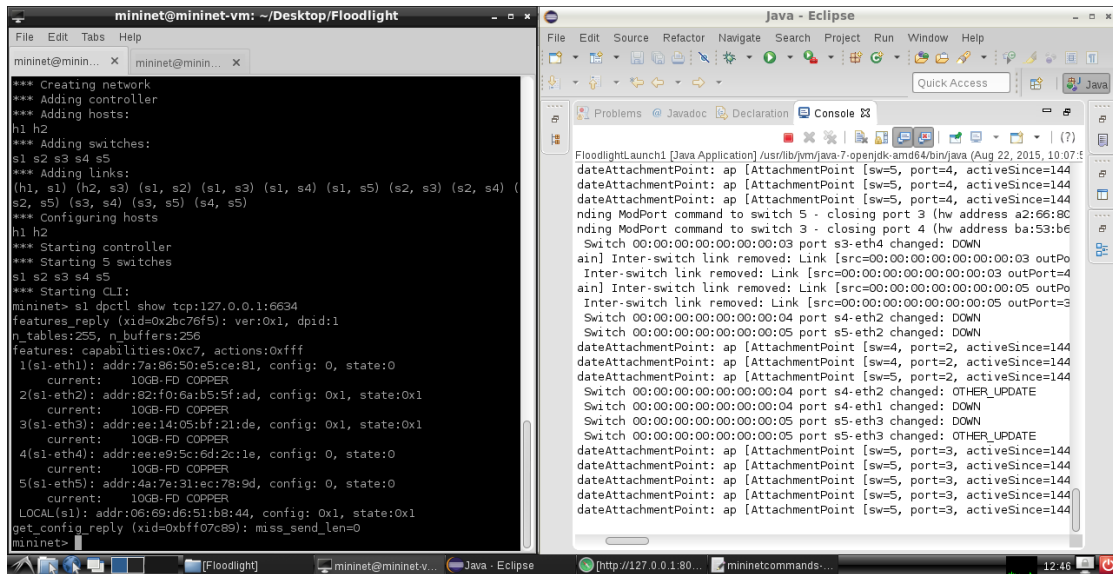 mininet@mininet-vm: ~/Desktop/Floodlight
File Edit Tabs Help
mininet@minin... X mininet@minin... X
*** Creating network
*** Adding controller
*** Adding hosts:
h1 h2
*** Adding switches:
s1 s2 s3 s4 s5
*** Adding links:
(h1, s1) (h2, s3) (s1, s2) (s1, s3) (s1, s4) (s1, s5) (s2, s3) (s2, s4) (
s2, s5) (s3, s4) (s3, s5) (s4, s5)
*** Configuring hosts
h1 h2
*** Starting controller
*** Starting 5 switches
s1 s2 s3 s4 s5
*** Starting CLI:
mininet> s1 dpctl show tcp:127.0.0.1:6634
features_reply (xid=0x2bc76f5): ver:0x1, dpid:1
n_tables:255, n_buffers:256
features: capabilities:0xc7, actions:0xfff
1(s1-eth1): addr:7a:86:50:e5:ce:81, config: 0, state:0
current: 10GB-FD COPPER
2(s1-eth2): addr:82:f0:6a:b5:5f:ad, config: 0x1, state:0x1
current: 10GB-FD COPPER
3(s1-eth3): addr:ee:14:05:bf:21:de, config: 0x1, state:0x1
current: 10GB-FD COPPER
4(s1-eth4): addr:ee:e9:5c:6d:2c:1e, config: 0, state:0
current: 10GB-FD COPPER
5(s1-eth5): addr:4a:7e:31:ec:78:9d, config: 0, state:0
current: 10GB-FD COPPER
LOCAL(s1): addr:06:69:d6:51:b8:44, config: 0x1, state:0x1
get_config_reply (xid=0xbff07c89): miss_send_len=0
mininet>
Java - Eclipse
File Edit Source Refactor Navigate Search Project Run Window Help
Quick Access
Java
Problems @ Javadoc Declaration Console
FloodlightLaunch1 [Java Application] /usr/lib/jvm/java-7-openjdk-amd64/bin/java (Aug 22, 2015, 10:07:5
dateAttachmentPoint: ap [AttachmentPoint [sw=5, port=4, activeSince=144
dateAttachmentPoint: ap [AttachmentPoint [sw=5, port=4, activeSince=144
dateAttachmentPoint: ap [AttachmentPoint [sw=5, port=4, activeSince=144
nding ModPort command to switch 5 - closing port 3 (hw address a2:66:80
nding ModPort command to switch 3 - closing port 4 (hw address ba:53:b6
Switch 00:00:00:00:00:00:00:03 port s3-eth4 changed: DOWN
ain] Inter-switch link removed: Link [src=00:00:00:00:00:00:00:03 outPo
Inter-switch link removed: Link [src=00:00:00:00:00:00:00:03 outPort=4
ain] Inter-switch link removed: Link [src=00:00:00:00:00:00:00:05 outPo
Inter-switch link removed: Link [src=00:00:00:00:00:00:00:05 outPort=3
Switch 00:00:00:00:00:00:00:04 port s4-eth2 changed: DOWN
Switch 00:00:00:00:00:00:00:05 port s5-eth2 changed: DOWN
dateAttachmentPoint: ap [AttachmentPoint [sw=4, port=2, activeSince=144
dateAttachmentPoint: ap [AttachmentPoint [sw=4, port=2, activeSince=144
dateAttachmentPoint: ap [AttachmentPoint [sw=5, port=2, activeSince=144
Switch 00:00:00:00:00:00:00:04 port s4-eth2 changed: OTHER_UPDATE
Switch 00:00:00:00:00:00:00:04 port s4-eth1 changed: DOWN
Switch 00:00:00:00:00:00:00:05 port s5-eth3 changed: DOWN
Switch 00:00:00:00:00:00:00:05 port s5-eth3 changed: OTHER_UPDATE
dateAttachmentPoint: ap [AttachmentPoint [sw=5, port=3, activeSince=144
dateAttachmentPoint: ap [AttachmentPoint [sw=5, port=3, activeSince=144
dateAttachmentPoint: ap [AttachmentPoint [sw=5, port=3, activeSince=144
dateAttachmentPoint: ap [AttachmentPoint [sw=5, port=3, activeSince=144
dateAttachmentPoint: ap [AttachmentPoint [sw=5, port=3, activeSince=144
[Floodlight] mininet@mininet-v... Java - Eclipse [http://127.0.0.1:80... mininetcommands-... 12:46